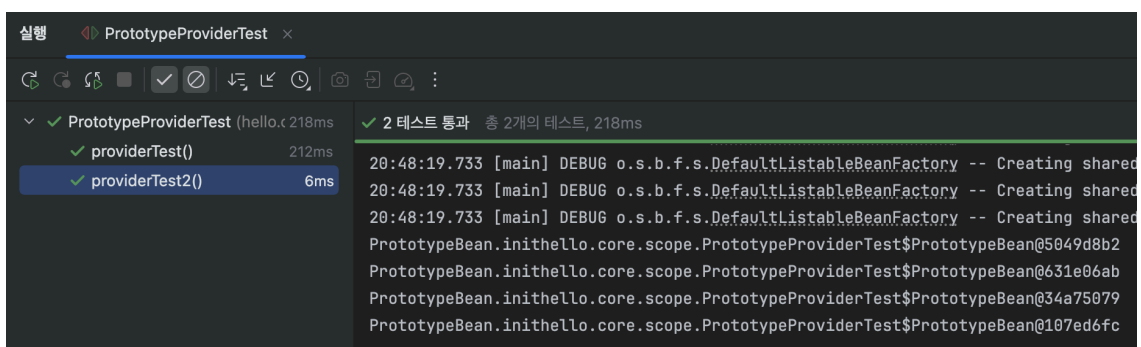 실행 PrototypeProviderTest ×
PrototypeProviderTest (hello.c 218ms
providerTest() 212ms
providerTest2() 6ms
2 테스트 통과 총 2개의 테스트, 218ms
20:48:19.733 [main] DEBUG o.s.b.f.s.DefaultListableBeanFactory -- Creating shared
20:48:19.733 [main] DEBUG o.s.b.f.s.DefaultListableBeanFactory -- Creating shared
20:48:19.733 [main] DEBUG o.s.b.f.s.DefaultListableBeanFactory -- Creating shared
PrototypeBean.inithello.core.scope.PrototypeProviderTest$PrototypeBean@5049d8b2
PrototypeBean.inithello.core.scope.PrototypeProviderTest$PrototypeBean@631e06ab
PrototypeBean.inithello.core.scope.PrototypeProviderTest$PrototypeBean@34a75079
PrototypeBean.inithello.core.scope.PrototypeProviderTest$PrototypeBean@107ed6fc